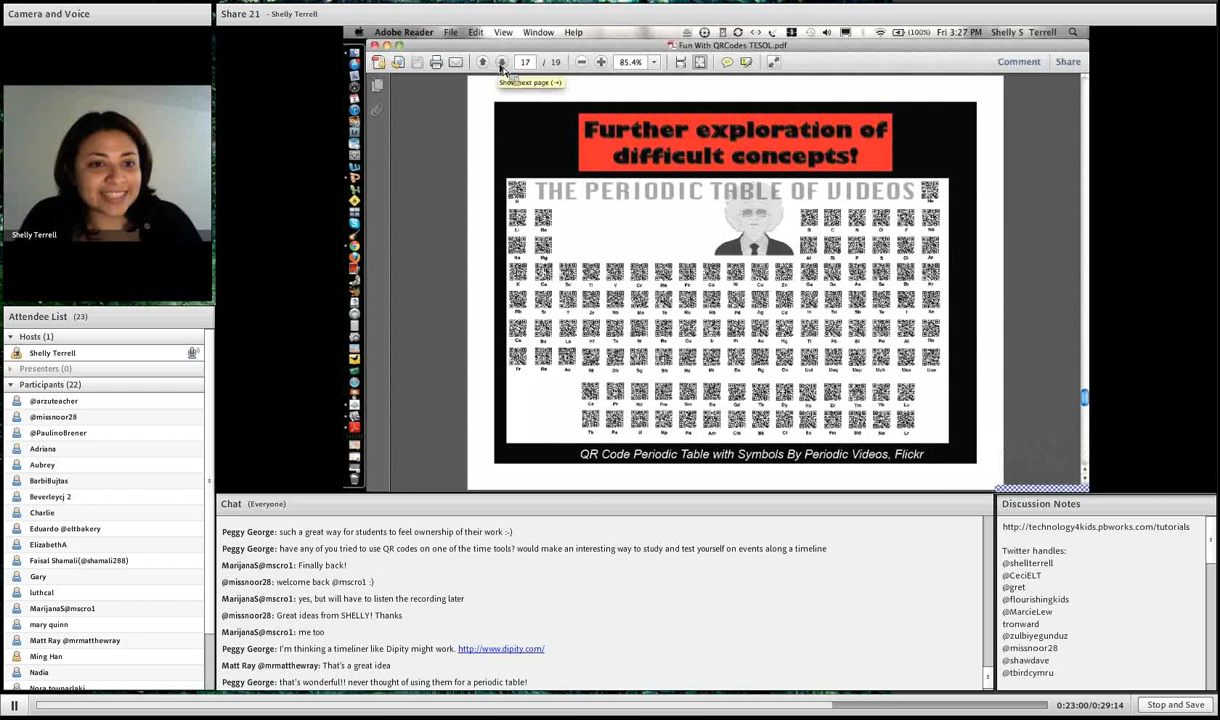 Camera and Voice
Shelly Terrell
Attendee List (23)
Hosts (1)
Shelly Terrell
Presenters (0)
Participants (22)
@arzuteacher
@missnoor28
@PaulinoBrener
Adriana
Aubrey
BarbiBujtas
Beverleycj 2
Charlie
Eduardo @eltbakery
ElizabethA
Faisal Shamali(@shamali288)
Gary
luthcal
MarijanaS@mscro1
mary quinn
Matt Ray @mrmatthewray
Ming Han
Nadia
Nora touparlaki
Share 21 - Shelly Terrell
Adobe Reader File Edit View Window Help (100%) Fri 3:27 PM Shelly S Terrell
Fun With QRCodes TESOL.pdf
17 / 19 85.4% Comment Share
Show next page (→)
Further exploration of
difficult concepts!
THE PERIODIC TABLE OF VIDEOS
QR Code Periodic Table with Symbols By Periodic Videos, Flickr
Chat (Everyone)
Peggy George: such a great way for students to feel ownership of their work :-)
Peggy George: have any of you tried to use QR codes on one of the time tools? would make an interesting way to study and test yourself on events along a timeline
MarijanaS@mscro1: Finally back!
@missnoor28: welcome back @mscro1 :)
MarijanaS@mscro1: yes, but will have to listen the recording later
@missnoor28: Great ideas from SHELLY! Thanks
MarijanaS@mscro1: me too
Peggy George: I'm thinking a timeliner like Dipity might work. http://www.dipity.com/
Matt Ray @mrmatthewray: That's a great idea
Peggy George: that's wonderful!! never thought of using them for a periodic table!
Discussion Notes
http://technology4kids.pbworks.com/tutorials
Twitter handles:
@shellterrell
@CeciELT
@gret
@flourishingkids
@MarcieLew
tronward
@zulbiyegunduz
@missnoor28
@shawdave
@tbirdcymru
0:23:00/0:29:14 Stop and Save